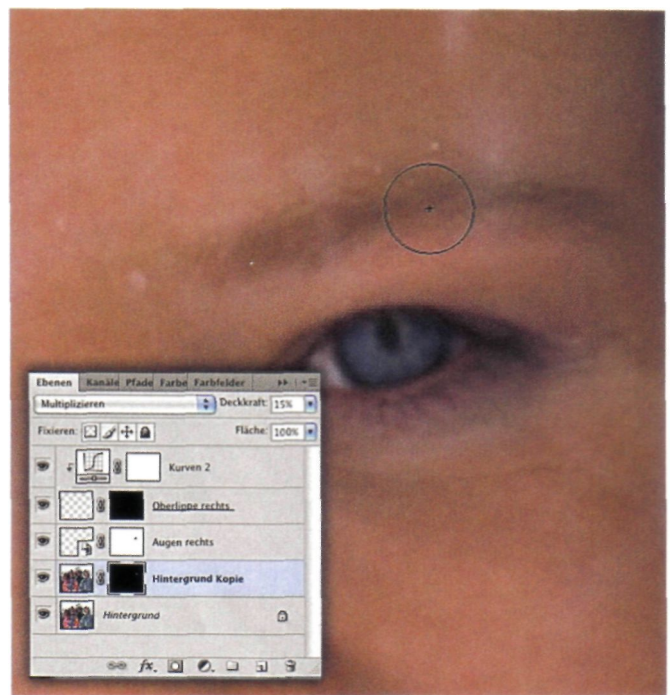 Ebenen Kanäle Pfade Farbe Farbfelder
Multiplizieren Deckkraft: 15%
Fixieren: Fläche: 100%
Kurven 2
Oberlippe rechts
Augen rechts
Hintergrund Kopie
Hintergrund
fx.